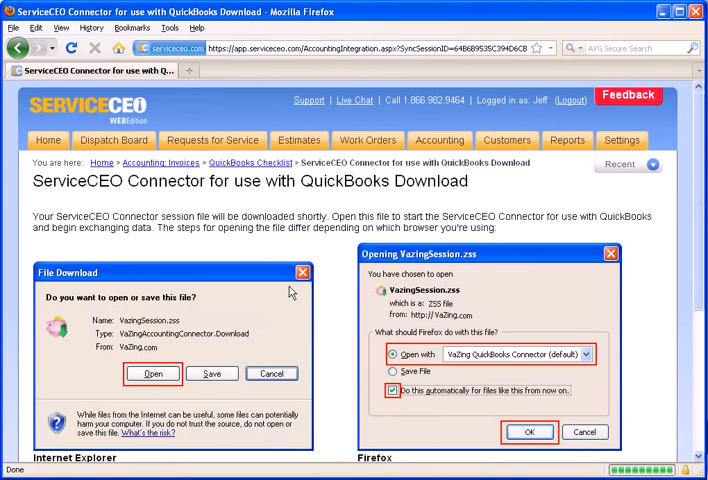 ServiceCEO Connector for use with QuickBooks Download - Mozilla Firefox
File Edit View History Bookmarks Tools Help
serviceceo.com https://app.serviceceo.com/AccountingIntegration.aspx?SyncSessionID=64B6B9535C394D6CB AVG Secure Search
ServiceCEO Connector for use with Q...
SERVICECEO
WEBEdition
Support | Live Chat | Call 1.866.982.9464 | Logged in as: Jeff (Logout) Feedback
Home Dispatch Board Requests for Service Estimates Work Orders Accounting Customers Reports Settings
You are here: Home > Accounting: Invoices > QuickBooks Checklist > ServiceCEO Connector for use with QuickBooks Download Recent
ServiceCEO Connector for use with QuickBooks Download
Your ServiceCEO Connector session file will be downloaded shortly. Open this file to start the ServiceCEO Connector for use with QuickBooks
and begin exchanging data. The steps for opening the file differ depending on which browser you're using:
File Download
Do you want to open or save this file?
Name: VazingSession.zss
Type: VaZingAccountingConnector.Download
From: VaZing.com
Open Save Cancel
While files from the Internet can be useful, some files can potentially
harm your computer. If you do not trust the source, do not open or
save this file. What's the risk?
Internet Explorer
Opening VazingSession.zss
You have chosen to open
VazingSession.zss
which is a: ZSS file
from: http://VaZing.com
What should Firefox do with this file?
Open with VaZing QuickBooks Connector (default)
Save File
Do this automatically for files like this from now on.
OK Cancel
Firefox
Done